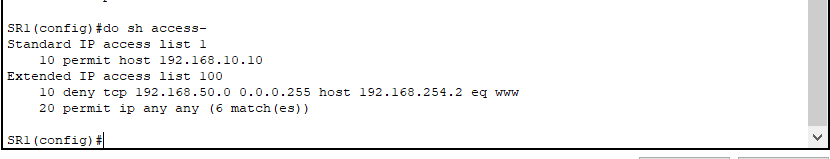 SR1(config)#do sh access-
Standard IP access list 1
    10 permit host 192.168.10.10
Extended IP access list 100
    10 deny tcp 192.168.50.0 0.0.0.255 host 192.168.254.2 eq www
    20 permit ip any any (6 match(es))
SR1(config)#